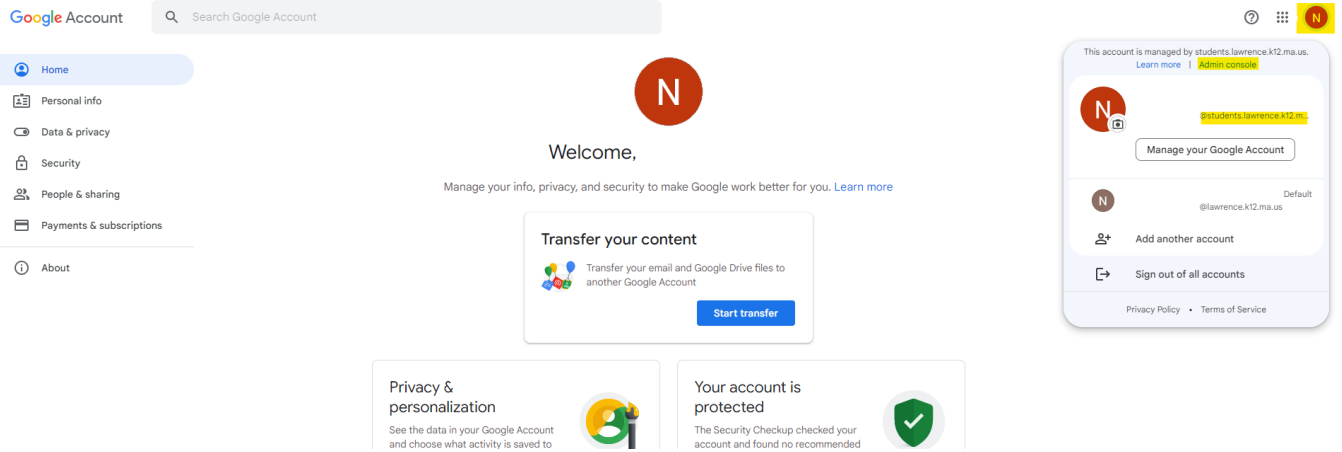 Google Account
Search Google Account
N
Home
Personal info
Data & privacy
Security
People & sharing
Payments & subscriptions
About
N
Welcome,
Manage your info, privacy, and security to make Google work better for you. Learn more
Transfer your content
Transfer your email and Google Drive files to
another Google Account
Start transfer
Privacy &
personalization
See the data in your Google Account
and choose what activity is saved to
Your account is
protected
The Security Checkup checked your
account and found no recommended
This account is managed by students.lawrence.k12.ma.us.
Learn more | Admin console
N
@students.lawrence.k12.m...
Manage your Google Account
N
Default
@lawrence.k12.ma.us
Add another account
Sign out of all accounts
Privacy Policy • Terms of Service